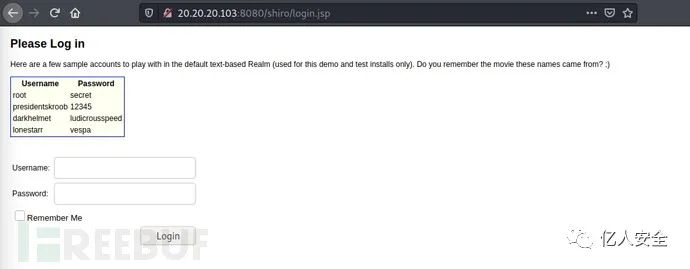 20.20.20.103:8080/shiro/login.jsp
Please Log in
Here are a few sample accounts to play with in the default text-based Realm (used for this demo and test installs only). Do you remember the movie these names came from? ;)
Username Password
root secret
presidentskroob 12345
darkhelmet ludicrousspeed
lonestarr vespa
Username:
Password:
Remember Me
Login
FREEBUF
亿人安全